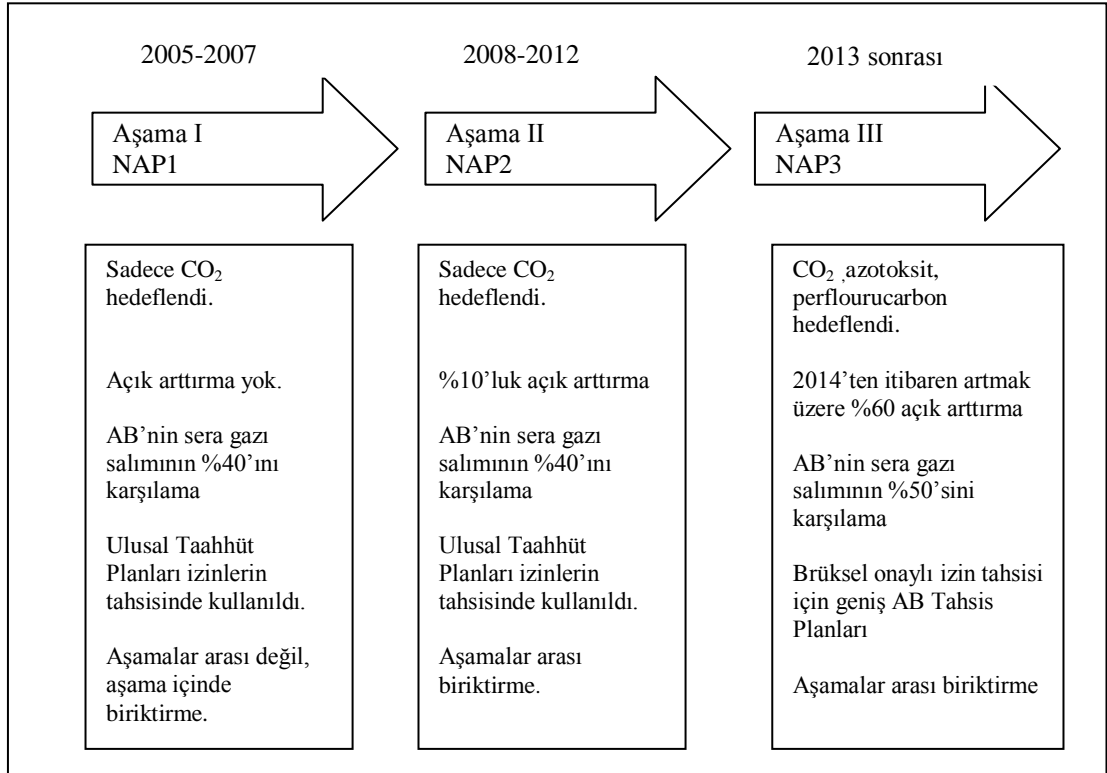 2005-2007
2008-2012
2013 sonrası
Aşama I
NAP1
Aşama II
NAP2
Aşama III
NAP3
Sadece CO₂
hedeflendi.
Açık arttırma yok.
AB’nin sera gazı
salımının %40’ını
karşılama
Ulusal Taahhüt
Planları izinlerin
tahsisinde kullanıldı.
Aşamalar arası değil,
aşama içinde
biriktirme.
Sadece CO₂
hedeflendi.
%10’luk açık arttırma
AB’nin sera gazı
salımının %40’ını
karşılama
Ulusal Taahhüt
Planları izinlerin
tahsisinde kullanıldı.
Aşamalar arası
biriktirme.
CO₂ ,azotoksit,
perflourucarbon
hedeflendi.
2014’ten itibaren artmak
üzere %60 açık arttırma
AB’nin sera gazı
salımının %50’sini
karşılama
Brüksel onaylı izin tahsisi
için geniş AB Tahsis
Planları
Aşamalar arası biriktirme